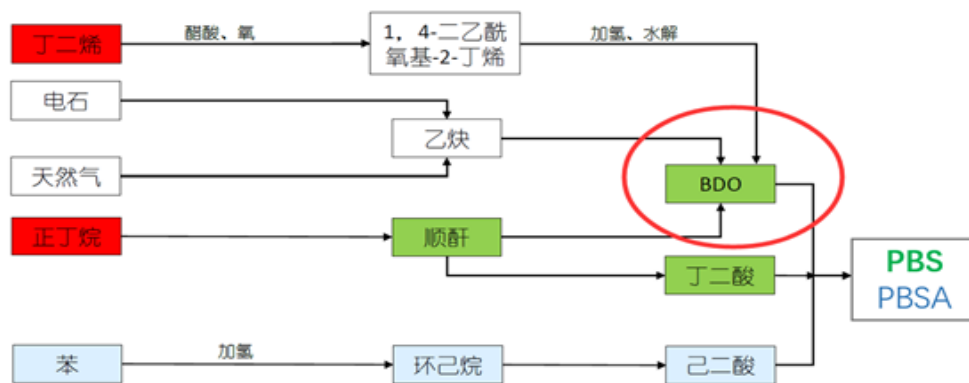 丁二烯
醋酸、氧
1，4-二乙酰
氧基-2-丁烯
加氢、水解
电石
乙炔
天然气
BDO
正丁烷
顺酐
丁二酸
PBS
PBSA
苯
加氢
环己烷
己二酸